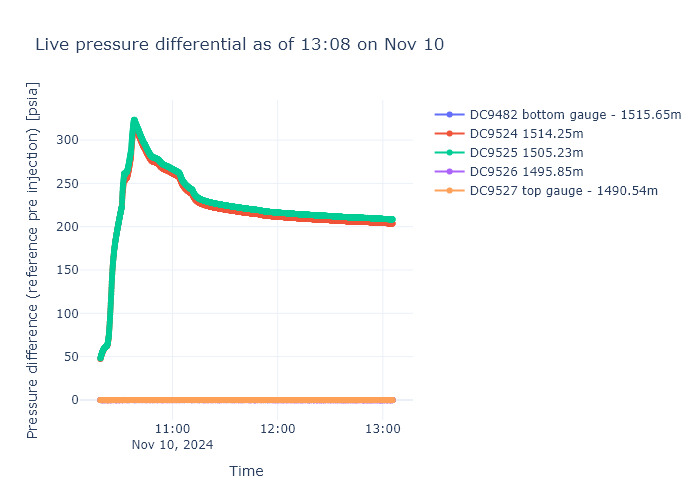 Live pressure differential as of 13:08 on Nov 10
Pressure difference (reference pre injection) [psia]
300
250
200
150
100
50
0
11:00
Nov 10, 2024
12:00
13:00
Time
DC9482 bottom gauge - 1515.65m
DC9524 1514.25m
DC9525 1505.23m
DC9526 1495.85m
DC9527 top gauge - 1490.54m